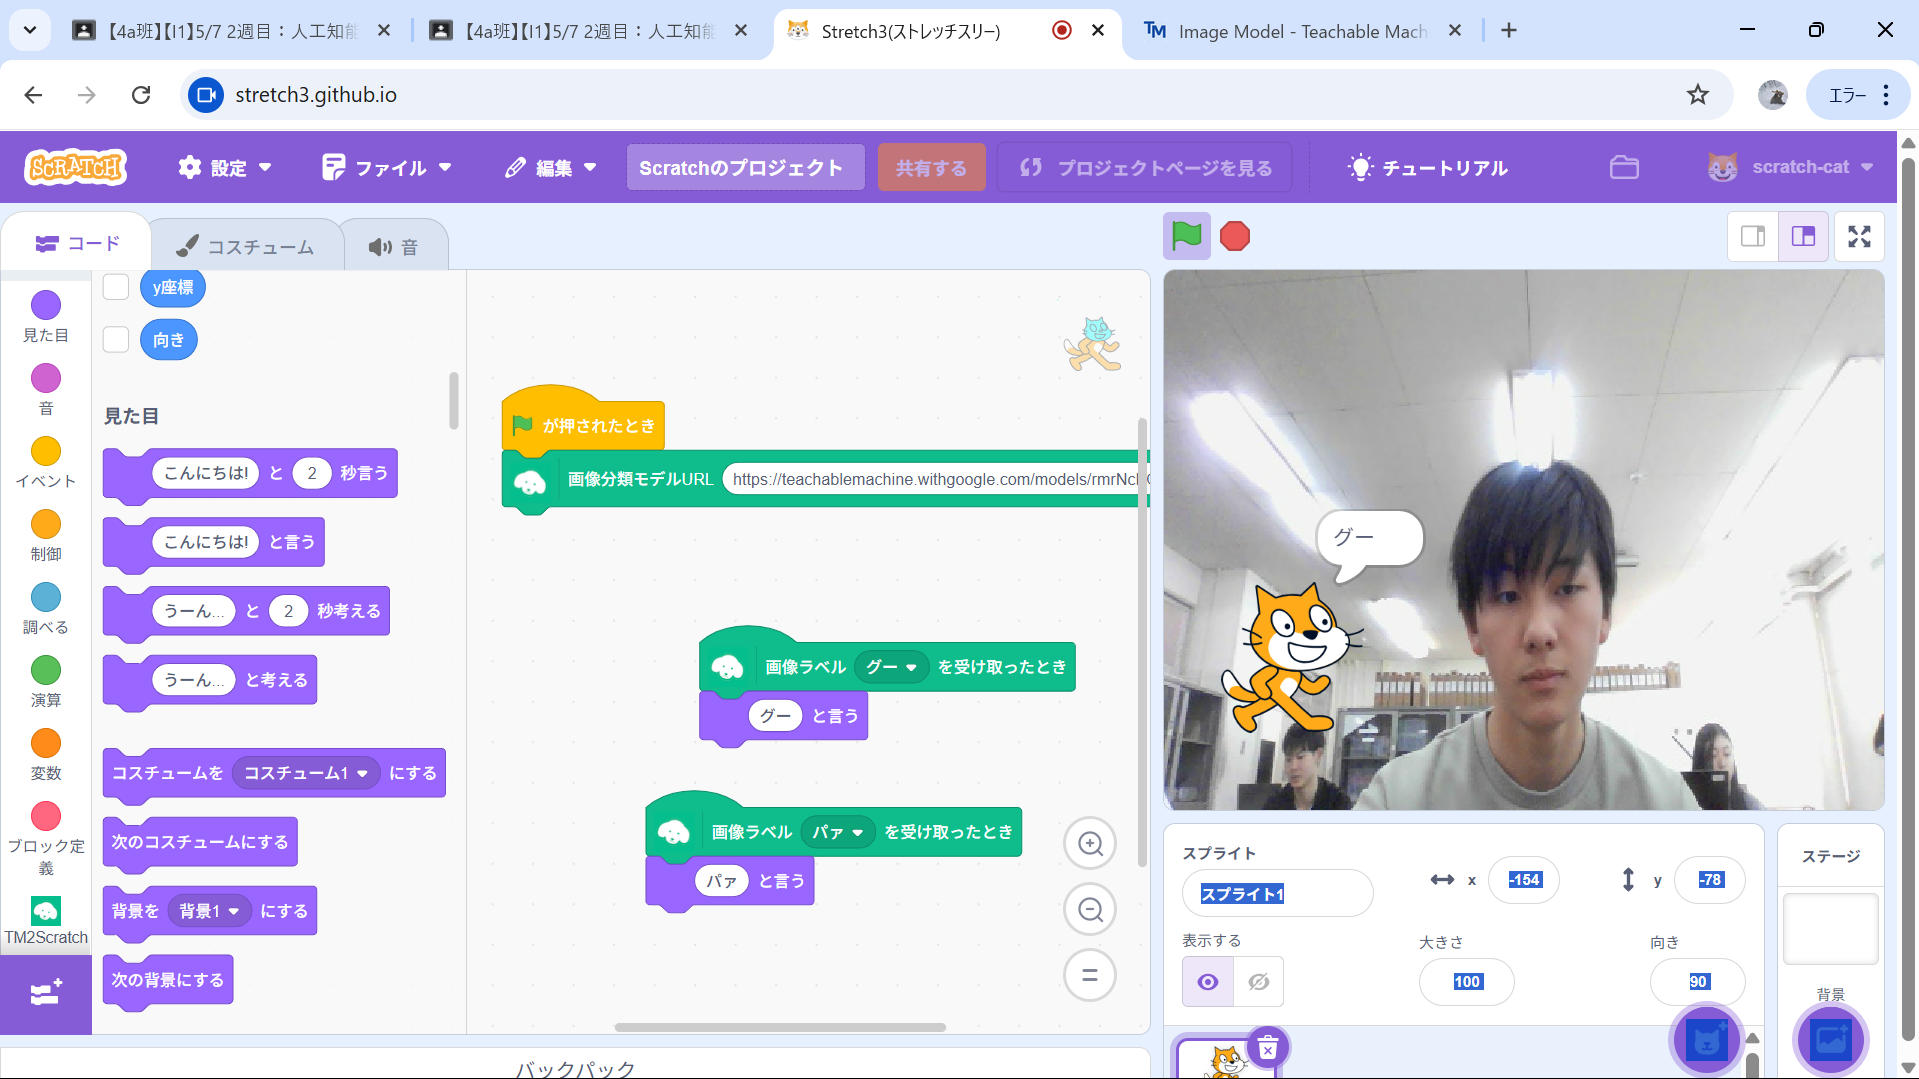 【4a班】【I1】5/7 2週目：人工知能
【4a班】【I1】5/7 2週目：人工知能
Stretch3(ストレッチスリー)
Image Model - Teachable Mach
stretch3.github.io
エラー
SCRATCH
設定
ファイル
編集
Scratchのプロジェクト
共有する
プロジェクトページを見る
チュートリアル
scratch-cat
コード
コスチューム
音
見た目
音
イベント
制御
調べる
演算
変数
ブロック定
義
TM2Scratch
y座標
向き
見た目
こんにちは! と 2 秒言う
こんにちは! と言う
うーん... と 2 秒考える
うーん... と考える
コスチュームを コスチューム1 にする
次のコスチュームにする
背景を 背景1 にする
次の背景にする
が押されたとき
画像分類モデルURL https://teachablemachine.withgoogle.com/models/rmrNcl
画像ラベル グー を受け取ったとき
グー と言う
画像ラベル パァ を受け取ったとき
パァ と言う
バックパック
グー
スプライト
スプライト1
x -154
y -78
表示する
大きさ
100
向き
90
ステージ
背景